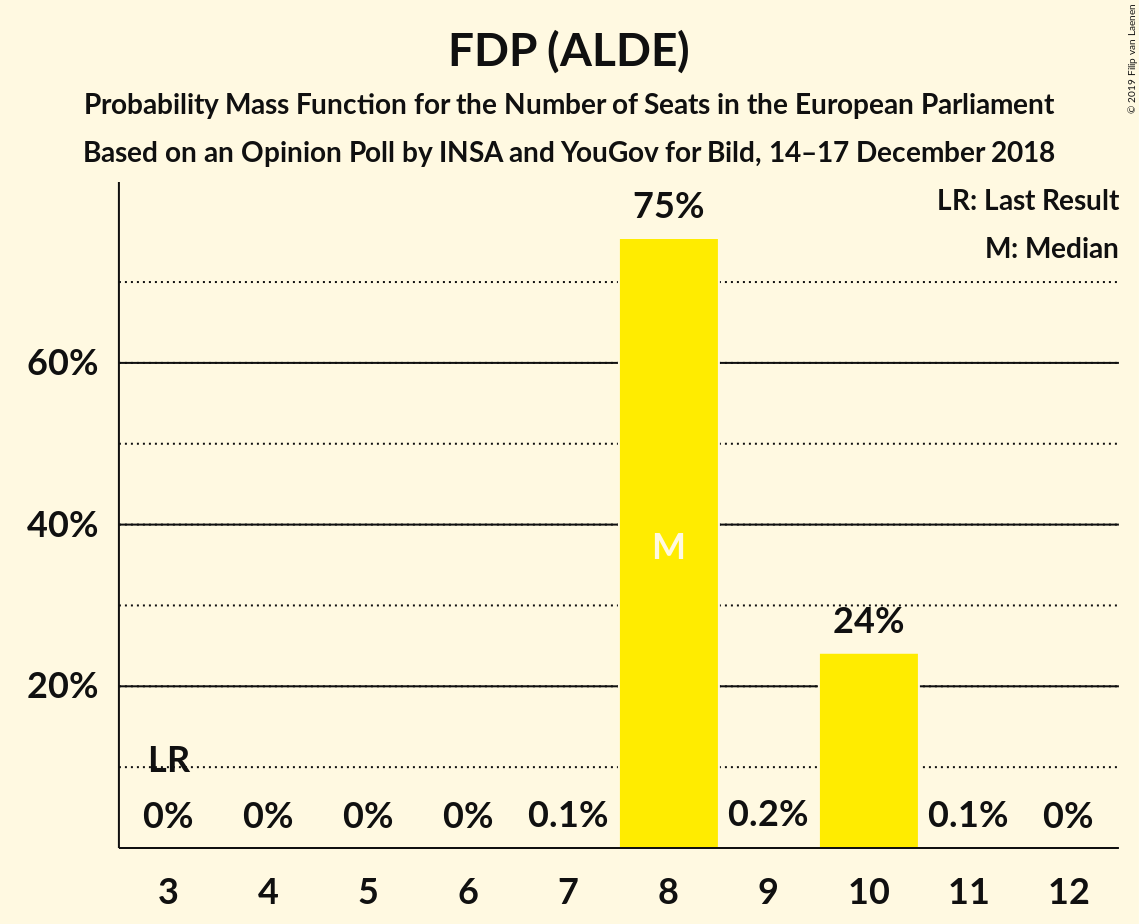 FDP (ALDE)
Probability Mass Function for the Number of Seats in the European Parliament
Based on an Opinion Poll by INSA and YouGov for Bild, 14–17 December 2018
© 2019 Filip van Laenen
LR: Last Result
M: Median
75%
60%
40%
M
24%
20%
LR
0% 0% 0% 0% 0.1% 0.2% 0.1% 0%
3 4 5 6 7 8 9 10 11 12